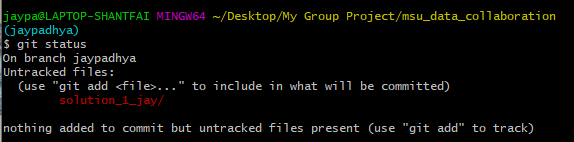 jaypa@LAPTOP-SHANTFAI MINGW64 ~/Desktop/My Group Project/msu_data_collaboration
(jaypadhya)
$ git status
On branch jaypadhya
Untracked files:
  (use "git add <file>..." to include in what will be committed)
        solution_1_jay/

nothing added to commit but untracked files present (use "git add" to track)